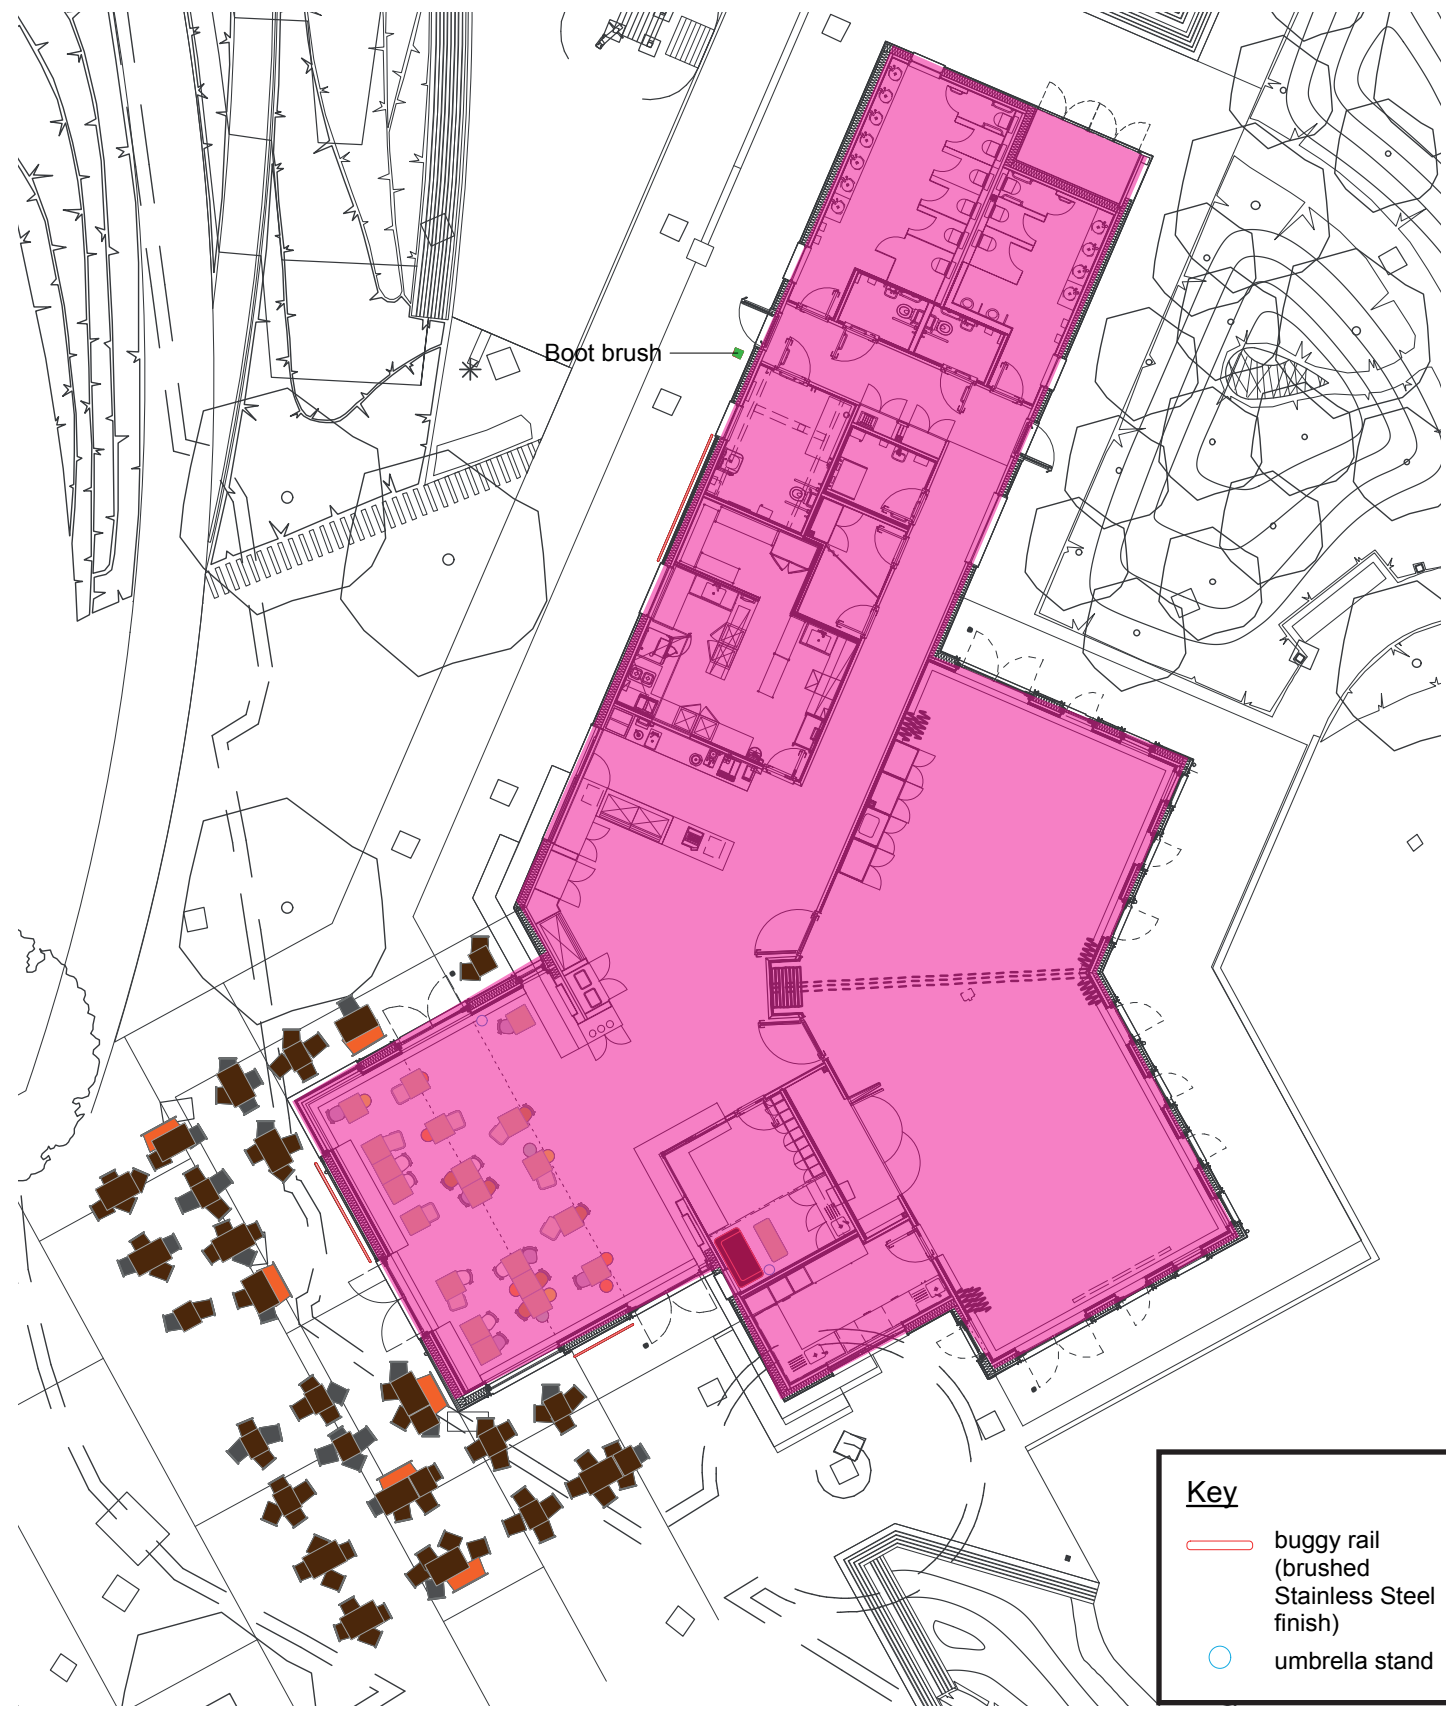 Boot brush
Key
buggy rail
(brushed
Stainless Steel
finish)
umbrella stand